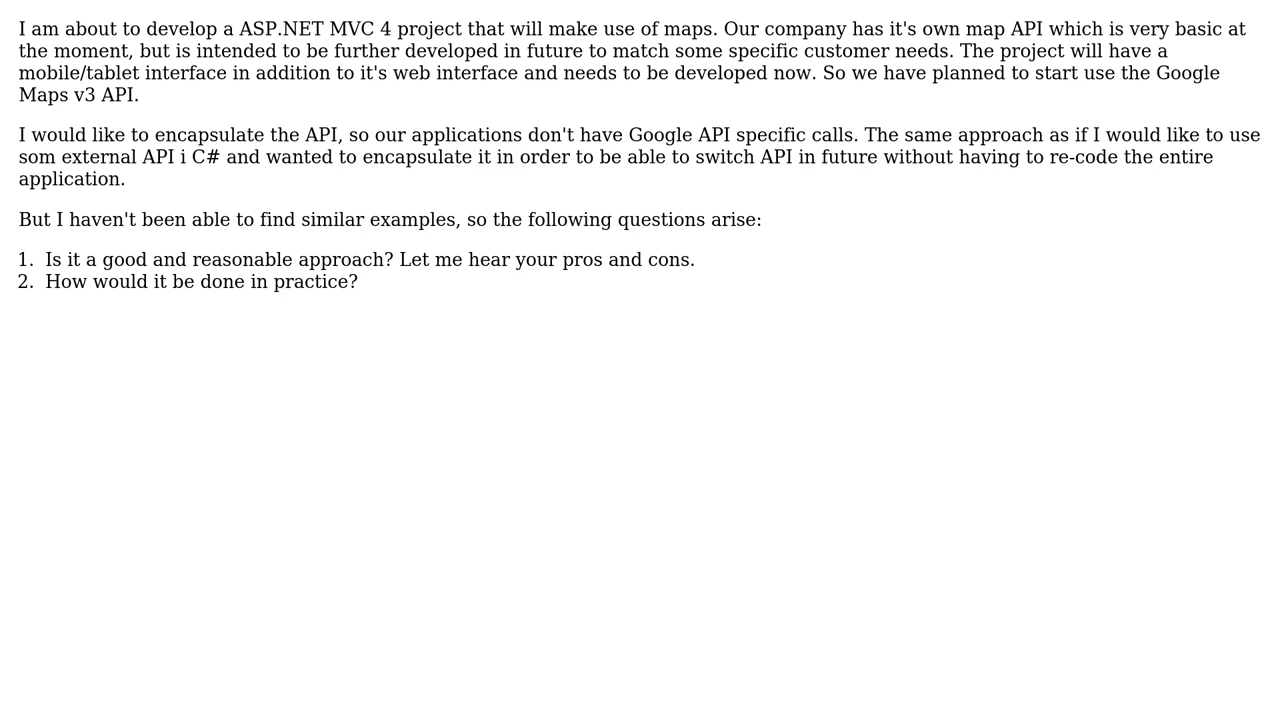 I am about to develop a ASP.NET MVC 4 project that will make use of maps. Our company has it's own map API which is very basic at
the moment, but is intended to be further developed in future to match some specific customer needs. The project will have a
mobile/tablet interface in addition to it's web interface and needs to be developed now. So we have planned to start use the Google
Maps v3 API.
I would like to encapsulate the API, so our applications don't have Google API specific calls. The same approach as if I would like to use
som external API i C# and wanted to encapsulate it in order to be able to switch API in future without having to re-code the entire
application.
But I haven't been able to find similar examples, so the following questions arise:
1. Is it a good and reasonable approach? Let me hear your pros and cons.
2. How would it be done in practice?